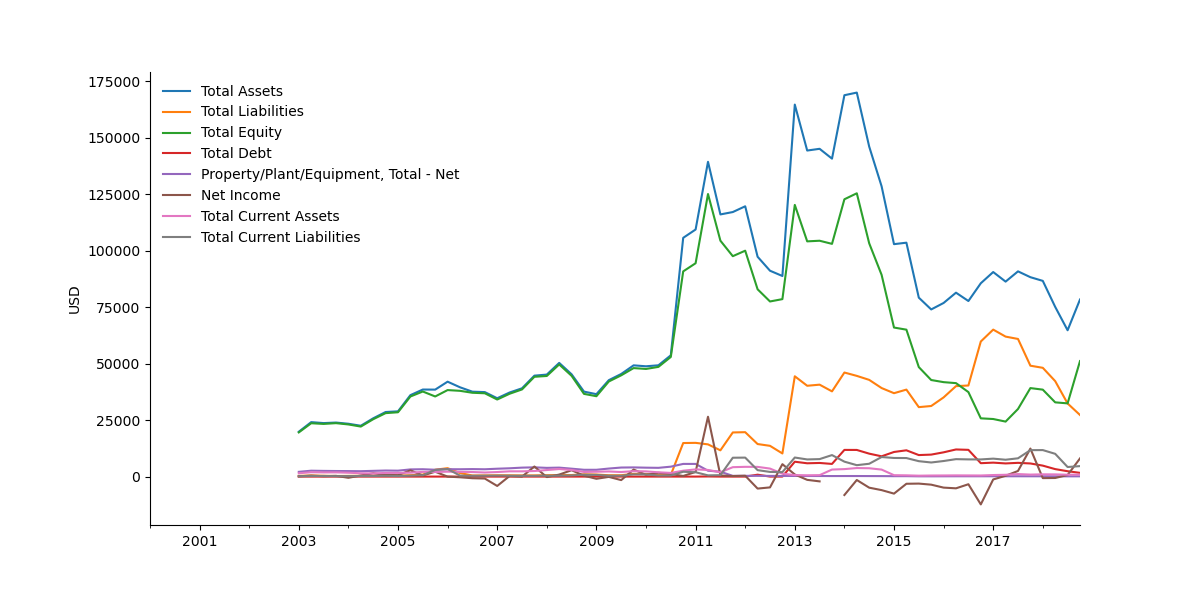 175000
150000
125000
100000
75000
50000
25000
0
USD
Total Assets
Total Liabilities
Total Equity
Total Debt
Property/Plant/Equipment, Total - Net
Net Income
Total Current Assets
Total Current Liabilities
2001 2003 2005 2007 2009 2011 2013 2015 2017